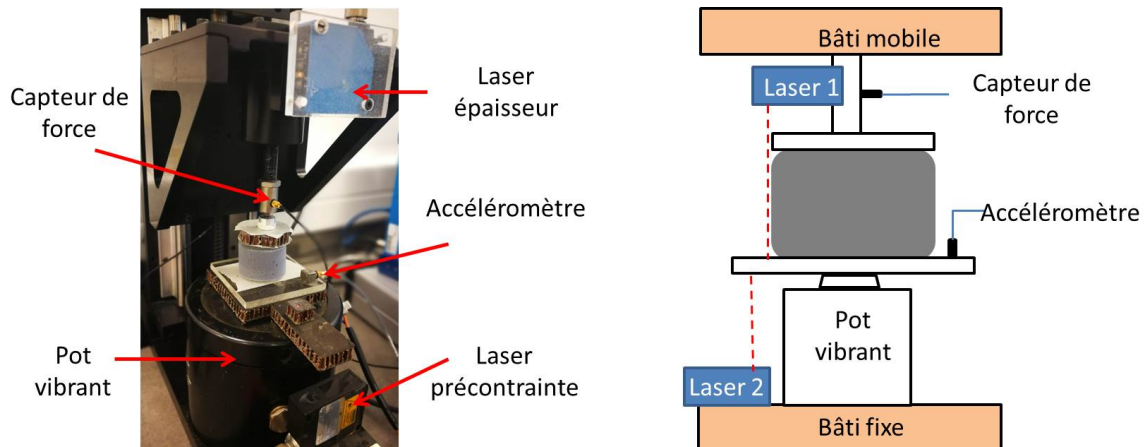 Capteur de
force
Laser
épaisseur
Accéléromètre
Pot
vibrant
Laser
précontrainte
Bâti mobile
Laser 1
Capteur de
force
Accéléromètre
Pot
vibrant
Laser 2
Bâti fixe